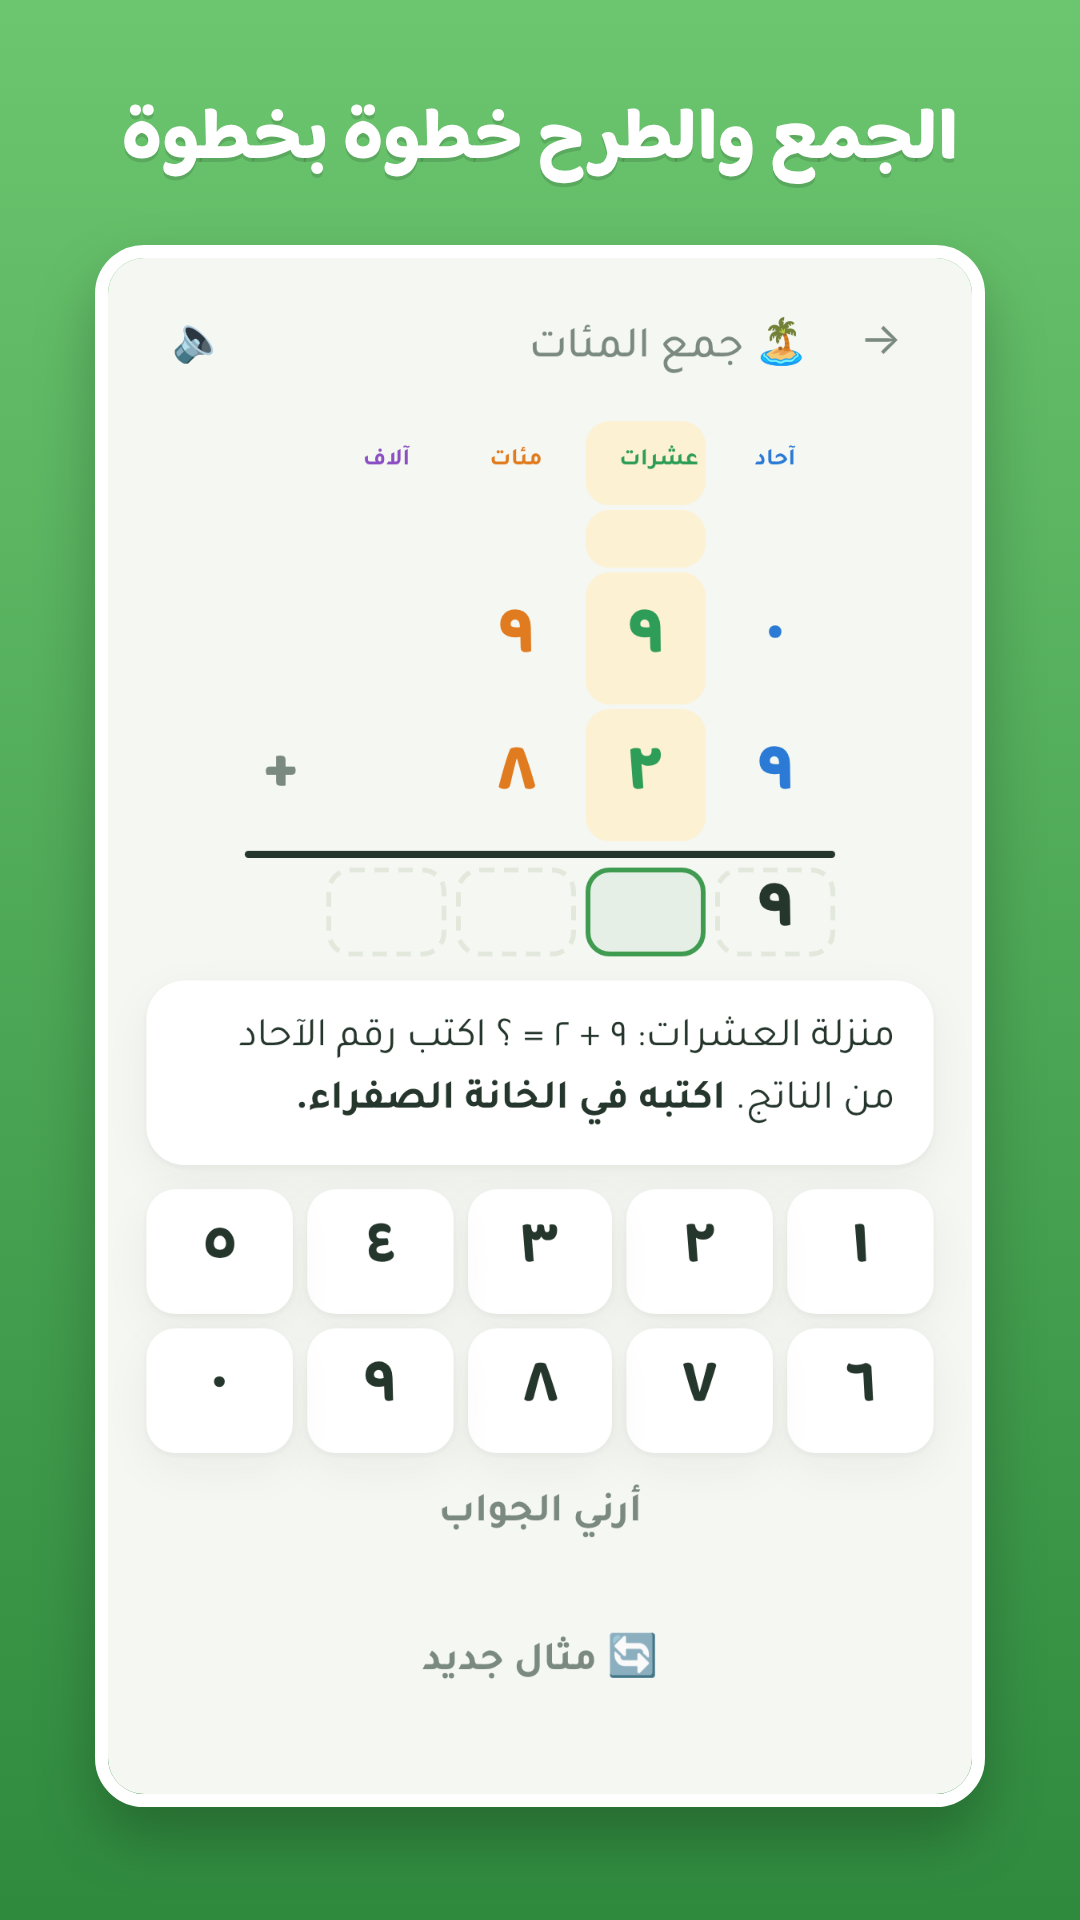 الجمع والطرح خطوة بخطوة
→ 🏝️ جمع المئات 🔈
آحاد عشرات مئات آلاف
٠ ٩ ٩
٩ ٢ ٨ +
٩
منزلة العشرات: ٩ + ٢ = ؟ اكتب رقم الآحاد
من الناتج. اكتبه في الخانة الصفراء.
١ ٢ ٣ ٤ ٥
٦ ٧ ٨ ٩ ٠
أرني الجواب
🔄 مثال جديد